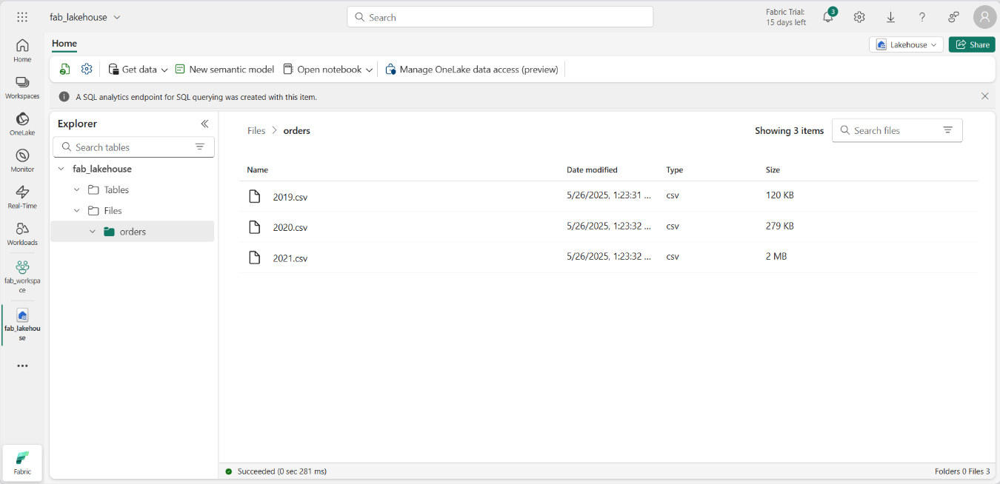 fab_lakehouse
Search
Fabric Trial:
15 days left
3
?
Home
Lakehouse
Share
Get data
New semantic model
Open notebook
Manage OneLake data access (preview)
A SQL analytics endpoint for SQL querying was created with this item.
Home
Workspaces
OneLake
Monitor
Real-Time
Workloads
fab_workspa
ce
fab_lakehou
se
Fabric
Explorer
Search tables
fab_lakehouse
Tables
Files
orders
Files > orders
Showing 3 items
Search files
Name Date modified Type Size
2019.csv 5/26/2025, 1:23:31 ... csv 120 KB
2020.csv 5/26/2025, 1:23:32 ... csv 279 KB
2021.csv 5/26/2025, 1:23:32 ... csv 2 MB
Succeeded (0 sec 281 ms)
Folders 0 Files 3